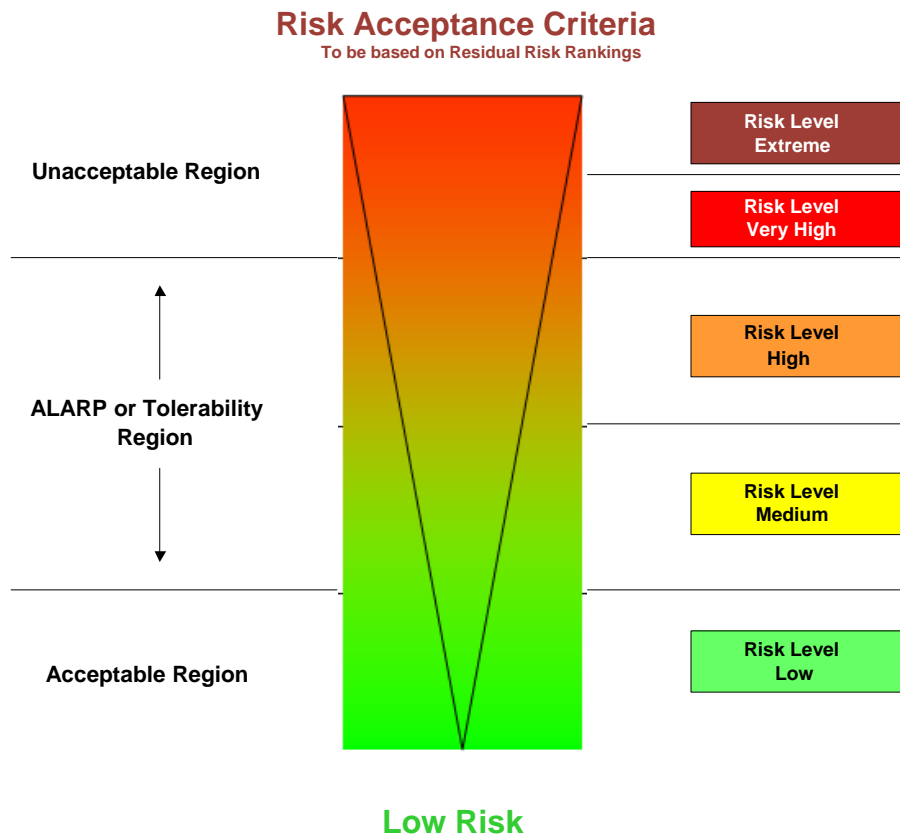 Risk Acceptance Criteria
To be based on Residual Risk Rankings
Unacceptable Region
Risk Level
Extreme
Risk Level
Very High
ALARP or Tolerability
Region
Risk Level
High
Risk Level
Medium
Acceptable Region
Risk Level
Low
Low Risk